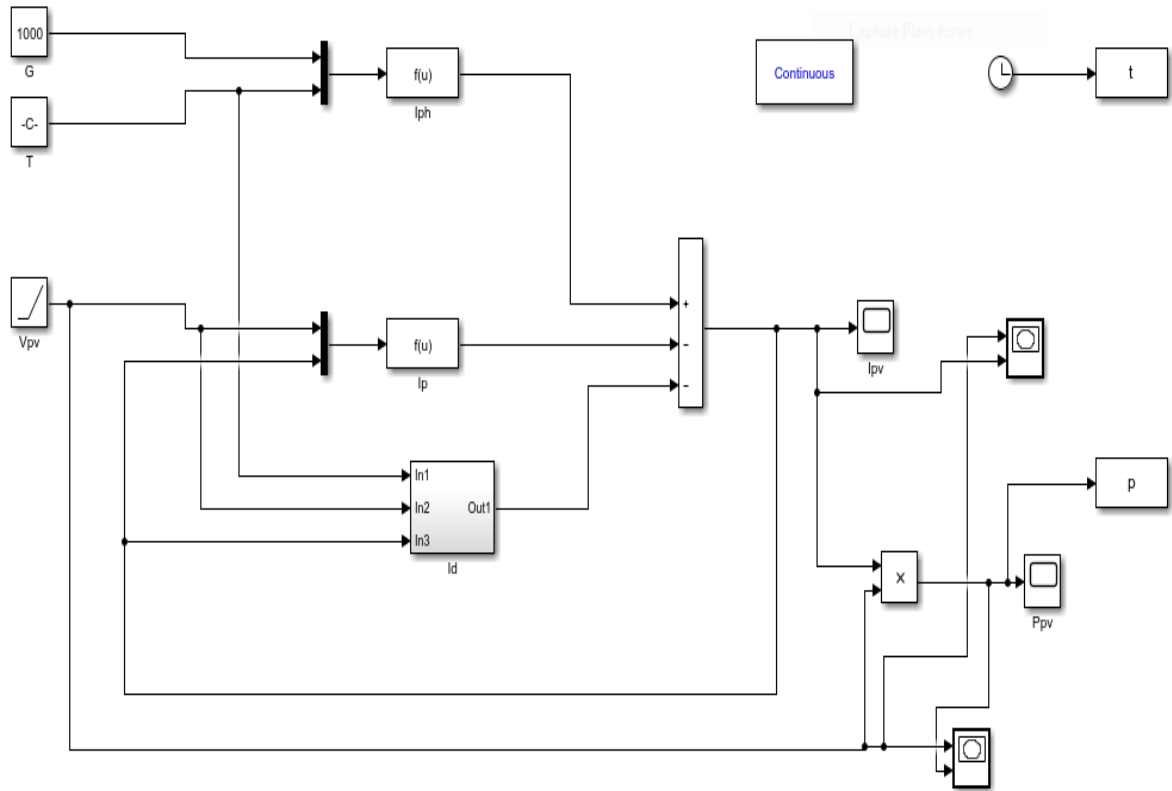 1000
G
-C-
T
f(u)
Iph
Capture Plein écran
Continuous
t
Vpv
f(u)
Ip
+
−
−
Ipv
In1
In2
In3
Out1
Id
p
×
Ppv